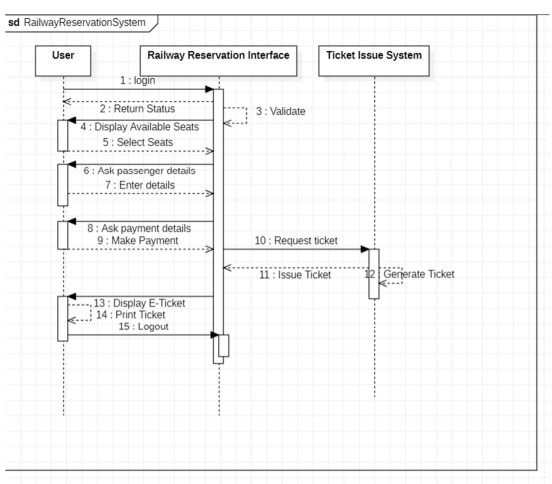 sd RailwayReservationSystem
User
Railway Reservation Interface
Ticket Issue System
1 : login
2 : Return Status
3 : Validate
4 : Display Available Seats
5 : Select Seats
6 : Ask passenger details
7 : Enter details
8 : Ask payment details
9 : Make Payment
10 : Request ticket
11 : Issue Ticket
12 : Generate Ticket
13 : Display E-Ticket
14 : Print Ticket
15 : Logout